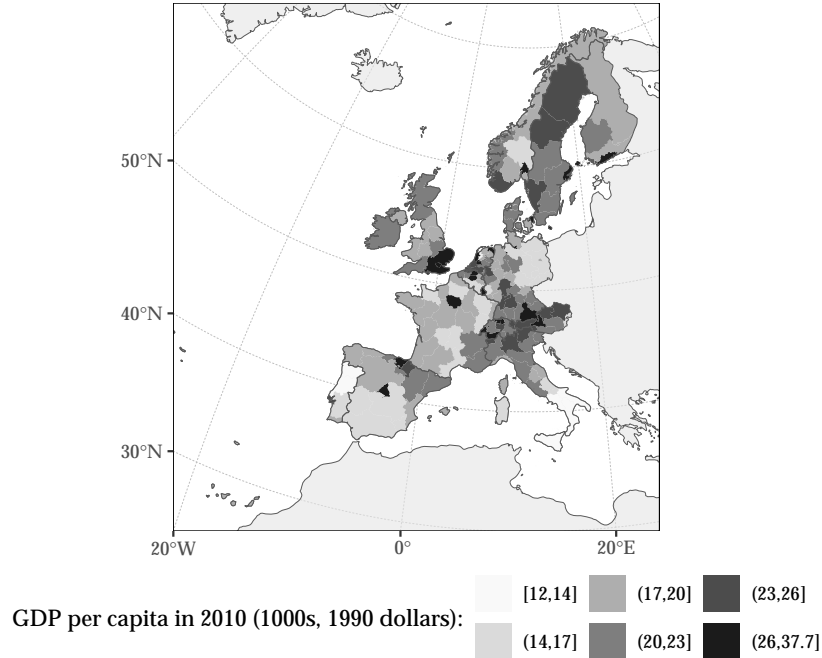 50°N
40°N
30°N
20°W 0° 20°E
GDP per capita in 2010 (1000s, 1990 dollars):
[12,14] (17,20] (23,26]
(14,17] (20,23] (26,37.7]